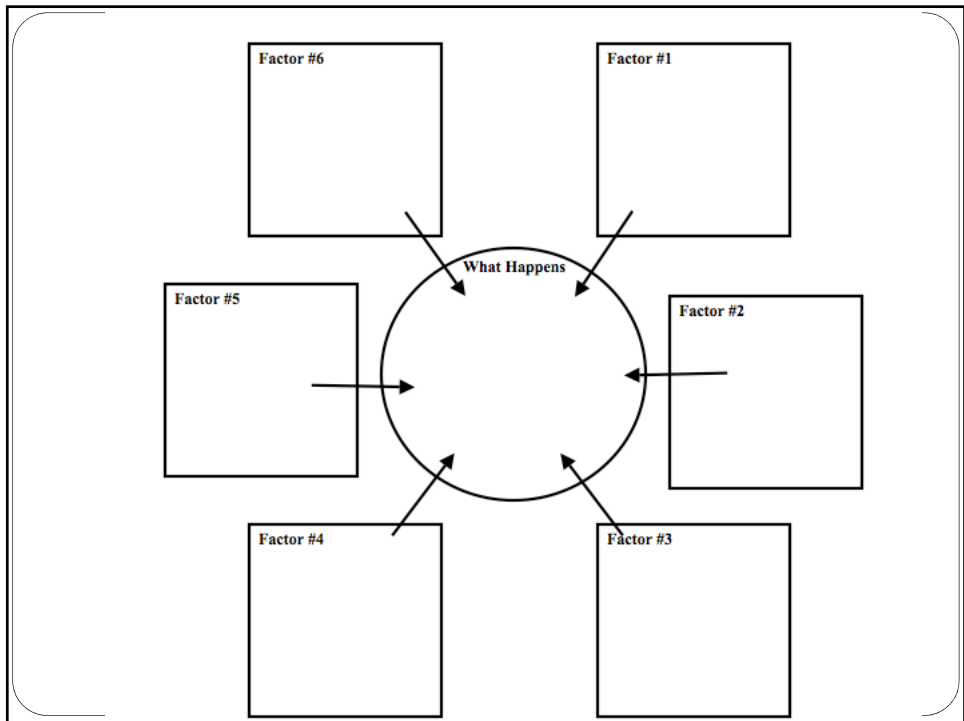 Factor #6
Factor #1
What Happens
Factor #5
Factor #2
Factor #4
Factor #3